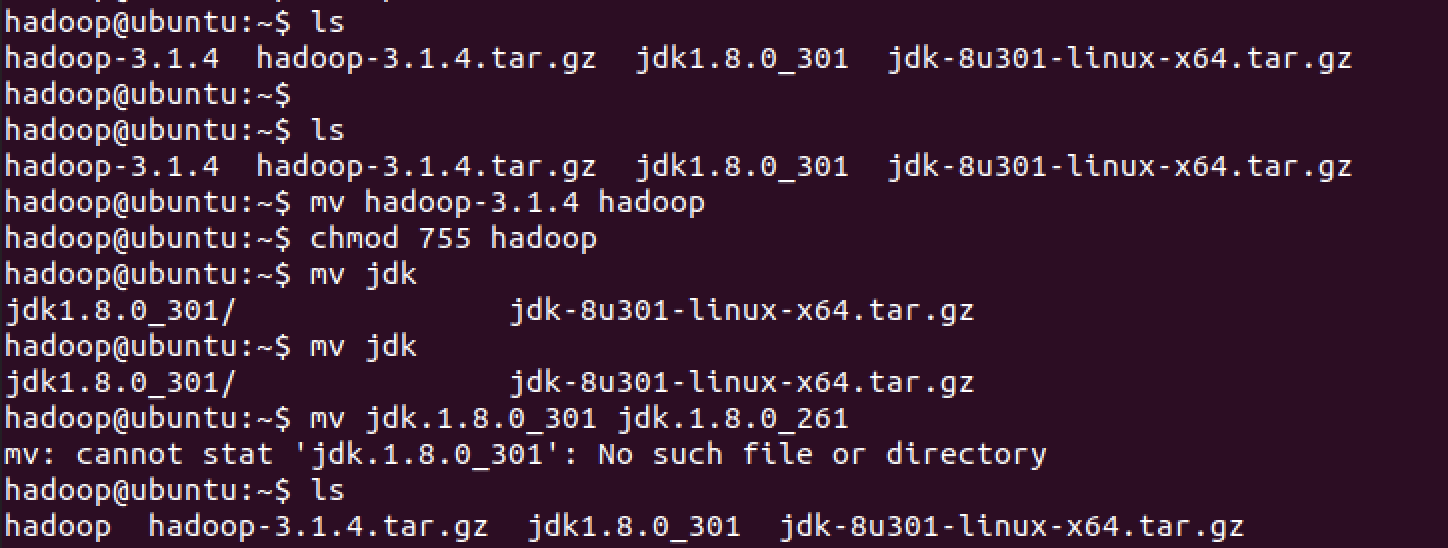 hadoop@ubuntu:~$ ls
hadoop-3.1.4  hadoop-3.1.4.tar.gz  jdk1.8.0_301  jdk-8u301-linux-x64.tar.gz
hadoop@ubuntu:~$
hadoop@ubuntu:~$ ls
hadoop-3.1.4  hadoop-3.1.4.tar.gz  jdk1.8.0_301  jdk-8u301-linux-x64.tar.gz
hadoop@ubuntu:~$ mv hadoop-3.1.4 hadoop
hadoop@ubuntu:~$ chmod 755 hadoop
hadoop@ubuntu:~$ mv jdk
jdk1.8.0_301/               jdk-8u301-linux-x64.tar.gz
hadoop@ubuntu:~$ mv jdk
jdk1.8.0_301/               jdk-8u301-linux-x64.tar.gz
hadoop@ubuntu:~$ mv jdk.1.8.0_301 jdk.1.8.0_261
mv: cannot stat 'jdk.1.8.0_301': No such file or directory
hadoop@ubuntu:~$ ls
hadoop  hadoop-3.1.4.tar.gz  jdk1.8.0_301  jdk-8u301-linux-x64.tar.gz